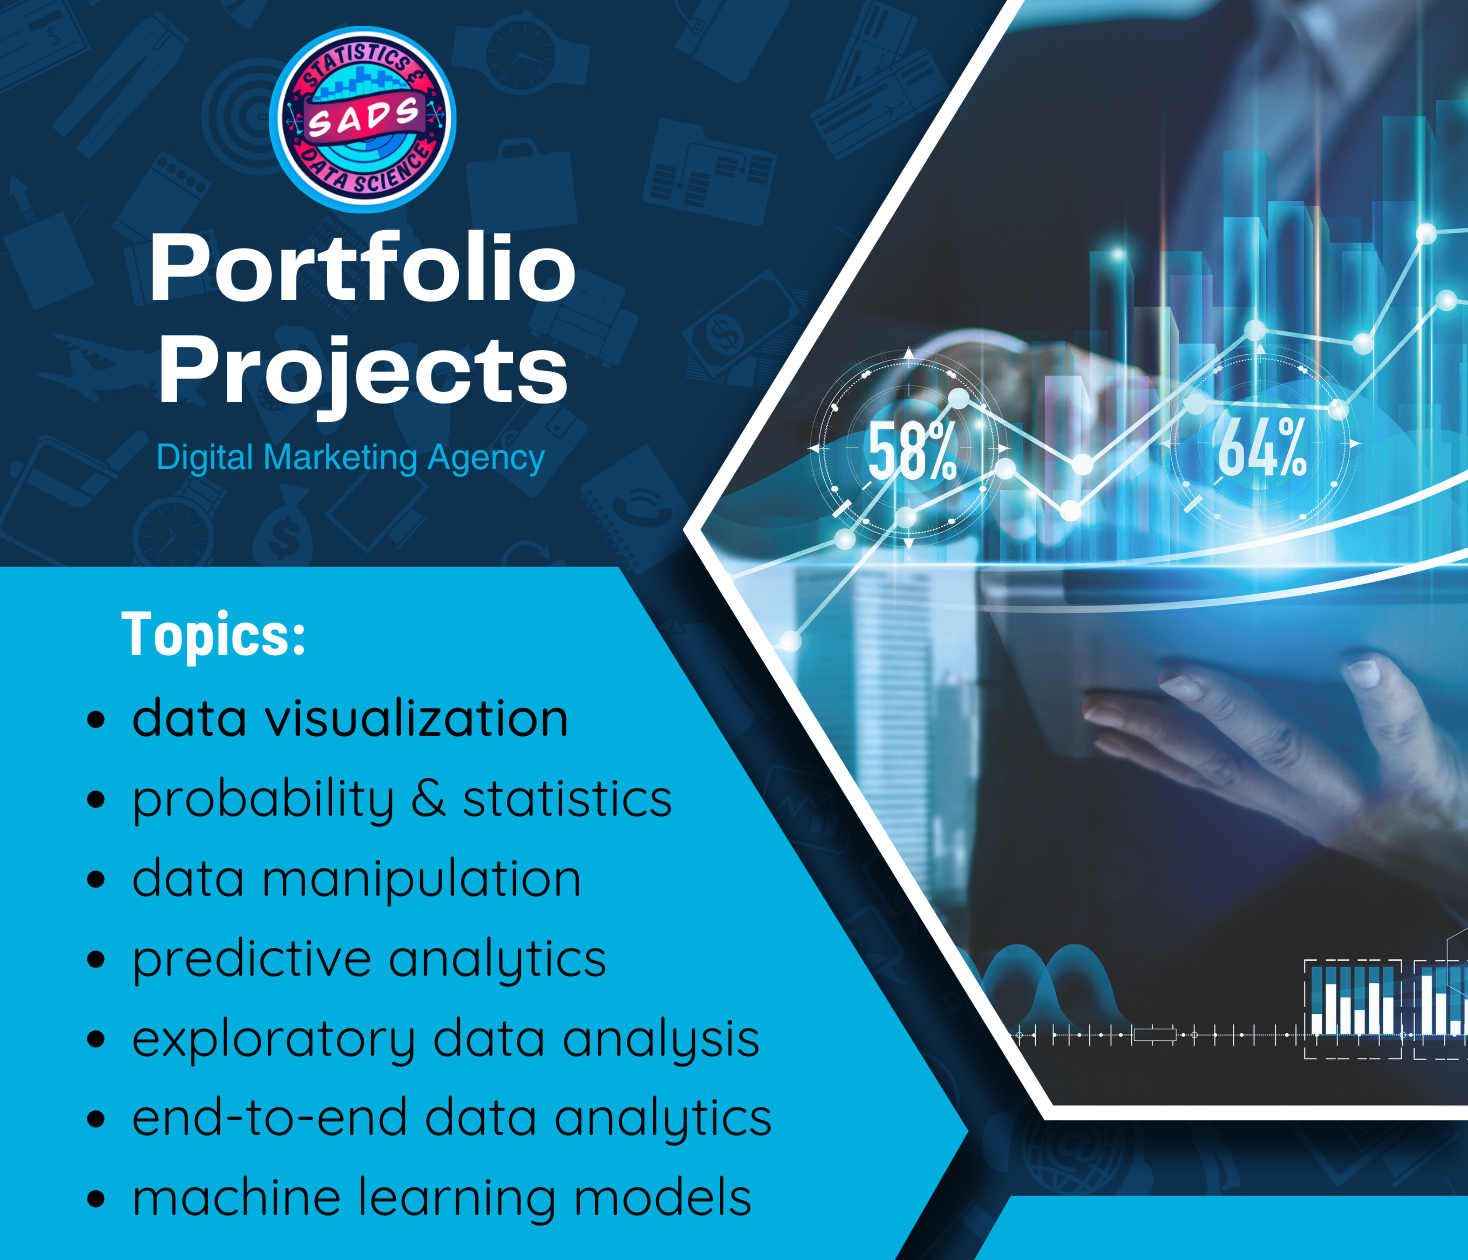 STATISTICS &
SADS
DATA SCIENCE
Portfolio
Projects
Digital Marketing Agency
58%
64%
Topics:
• data visualization
• probability & statistics
• data manipulation
• predictive analytics
• exploratory data analysis
• end-to-end data analytics
• machine learning models